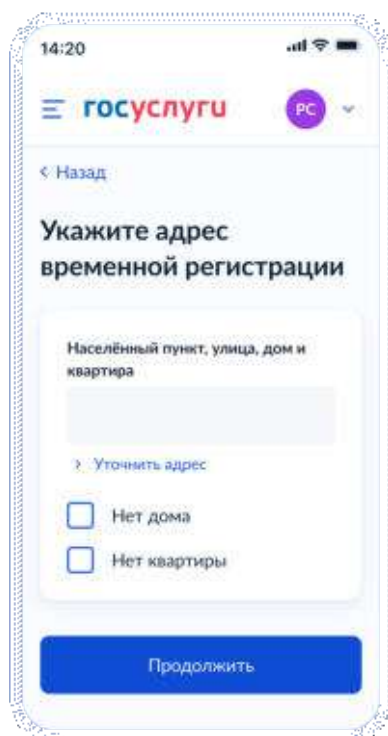 14:20
госуслуги
РС
< Назад
Укажите адрес
временной регистрации
Населённый пункт, улица, дом и
квартира
> Уточнить адрес
Нет дома
Нет квартиры
Продолжить